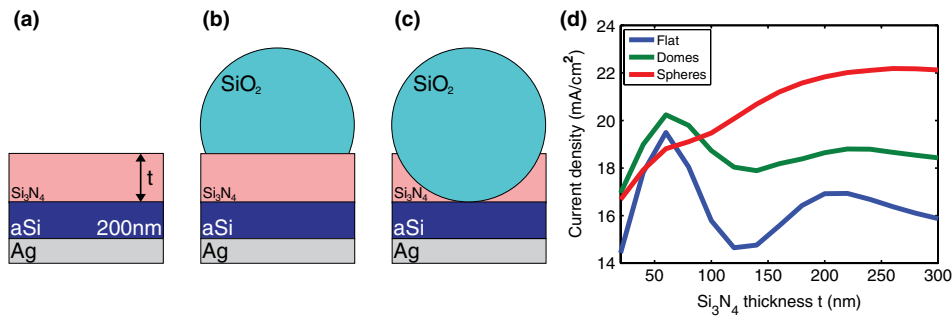 (a)
t
Si₃N₄
aSi 200nm
Ag
(b)
SiO₂
Si₃N₄
aSi
Ag
(c)
SiO₂
Si₃N₄
aSi
Ag
(d)
Flat
Domes
Spheres
Current density (mA/cm²)
24
22
20
18
16
14
50 100 150 200 250 300
Si₃N₄ thickness t (nm)